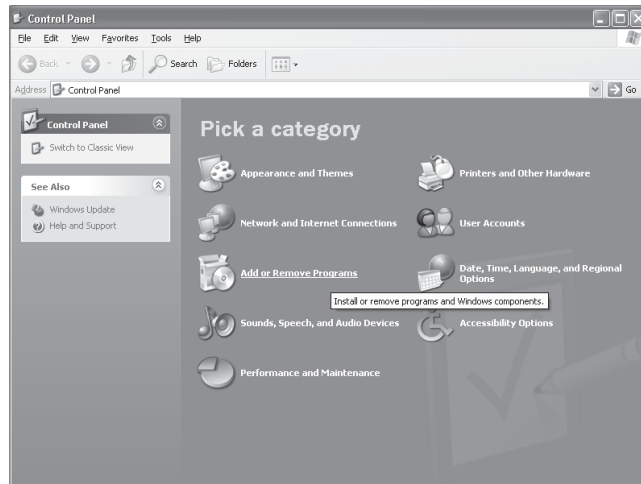 Control Panel
File Edit View Favorites Tools Help
Back Search Folders
Address Control Panel Go
Control Panel
Switch to Classic View
See Also
Windows Update
Help and Support
Pick a category
Appearance and Themes
Printers and Other Hardware
Network and Internet Connections
User Accounts
Add or Remove Programs
Date, Time, Language, and Regional
Options
Install or remove programs and Windows components.
Sounds, Speech, and Audio Devices
Accessibility Options
Performance and Maintenance